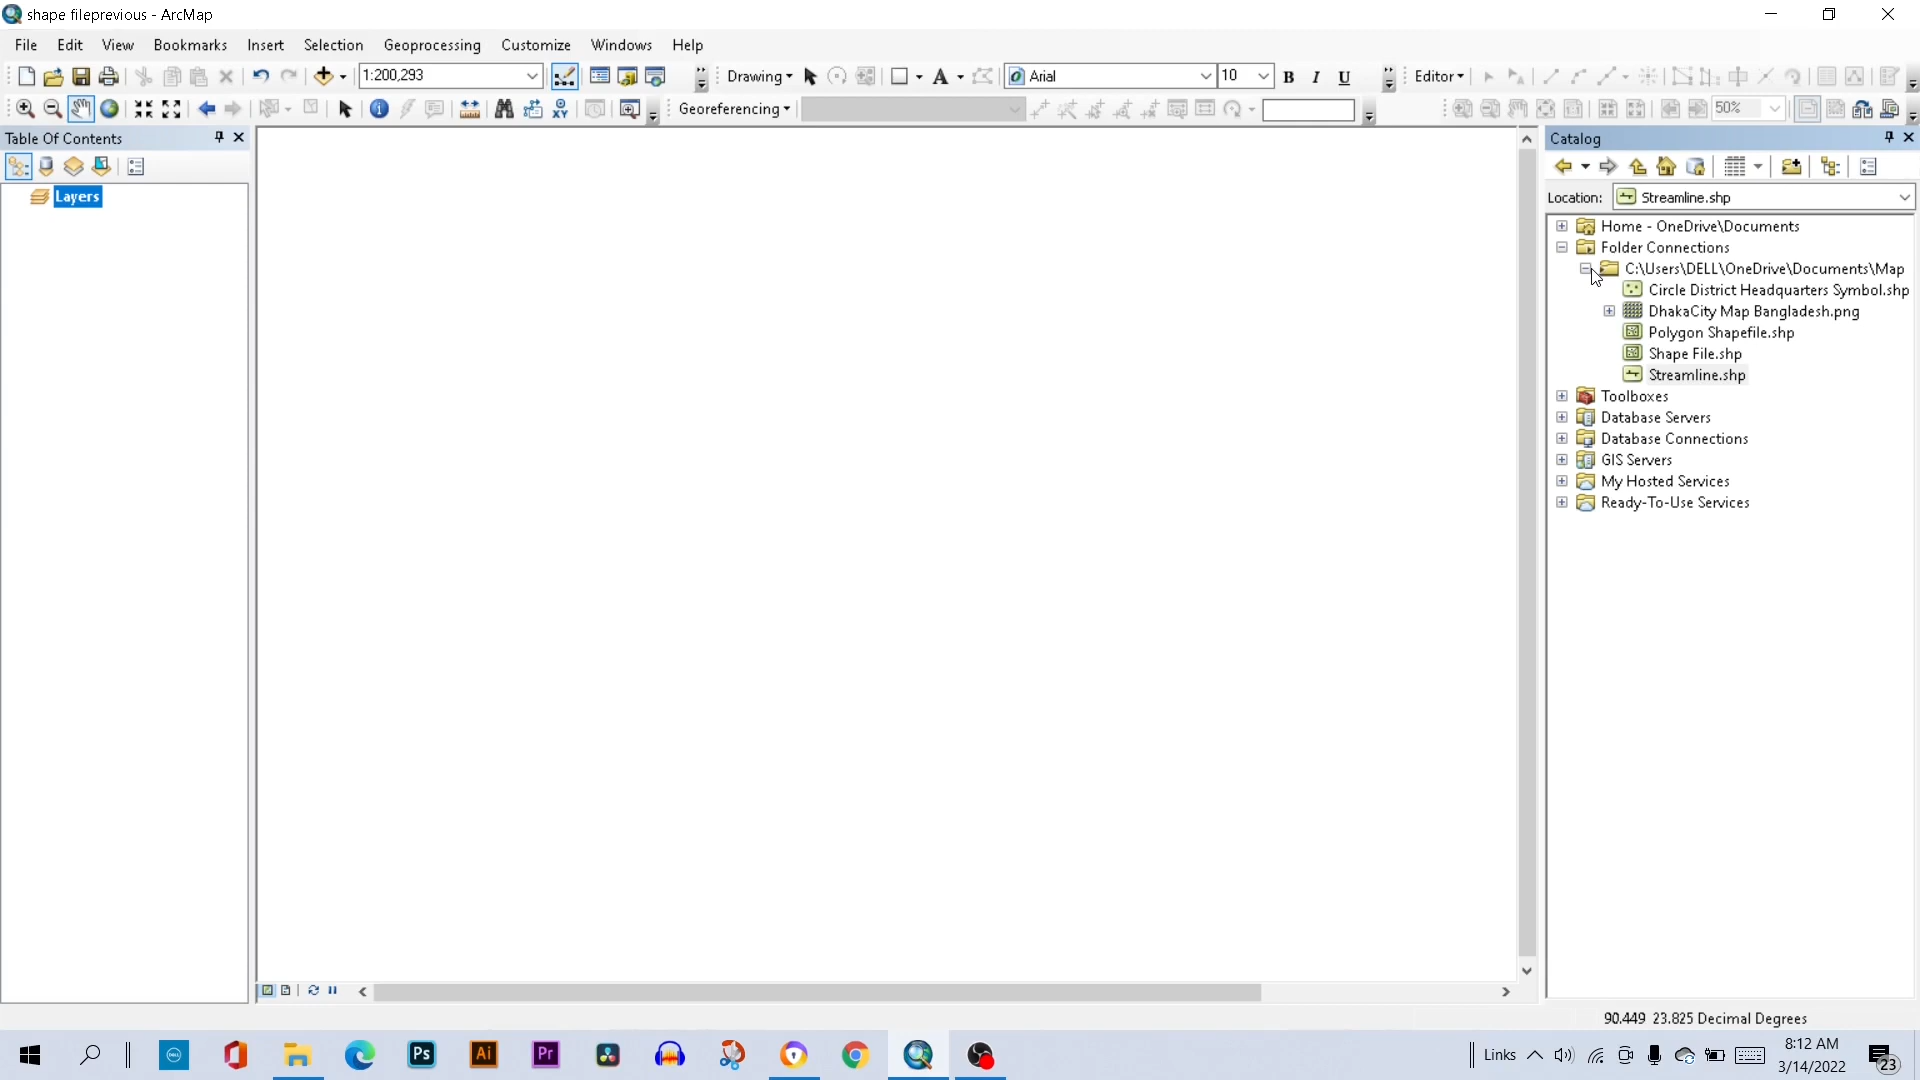 shape fileprevious - ArcMap
File Edit View Bookmarks Insert Selection Geoprocessing Customize Windows Help
1:200,293 Drawing Arial 10 B I U Editor
Georeferencing 50%
Table Of Contents
Layers
Catalog
Location: Streamline.shp
Home - OneDrive\Documents
Folder Connections
C:\Users\DELL\OneDrive\Documents\Map
Circle District Headquarters Symbol.shp
DhakaCity Map Bangladesh.png
Polygon Shapefile.shp
Shape File.shp
Streamline.shp
Toolboxes
Database Servers
Database Connections
GIS Servers
My Hosted Services
Ready-To-Use Services
90.449 23.825 Decimal Degrees
Ps Ai Pr Links 8:12 AM
3/14/2022 23